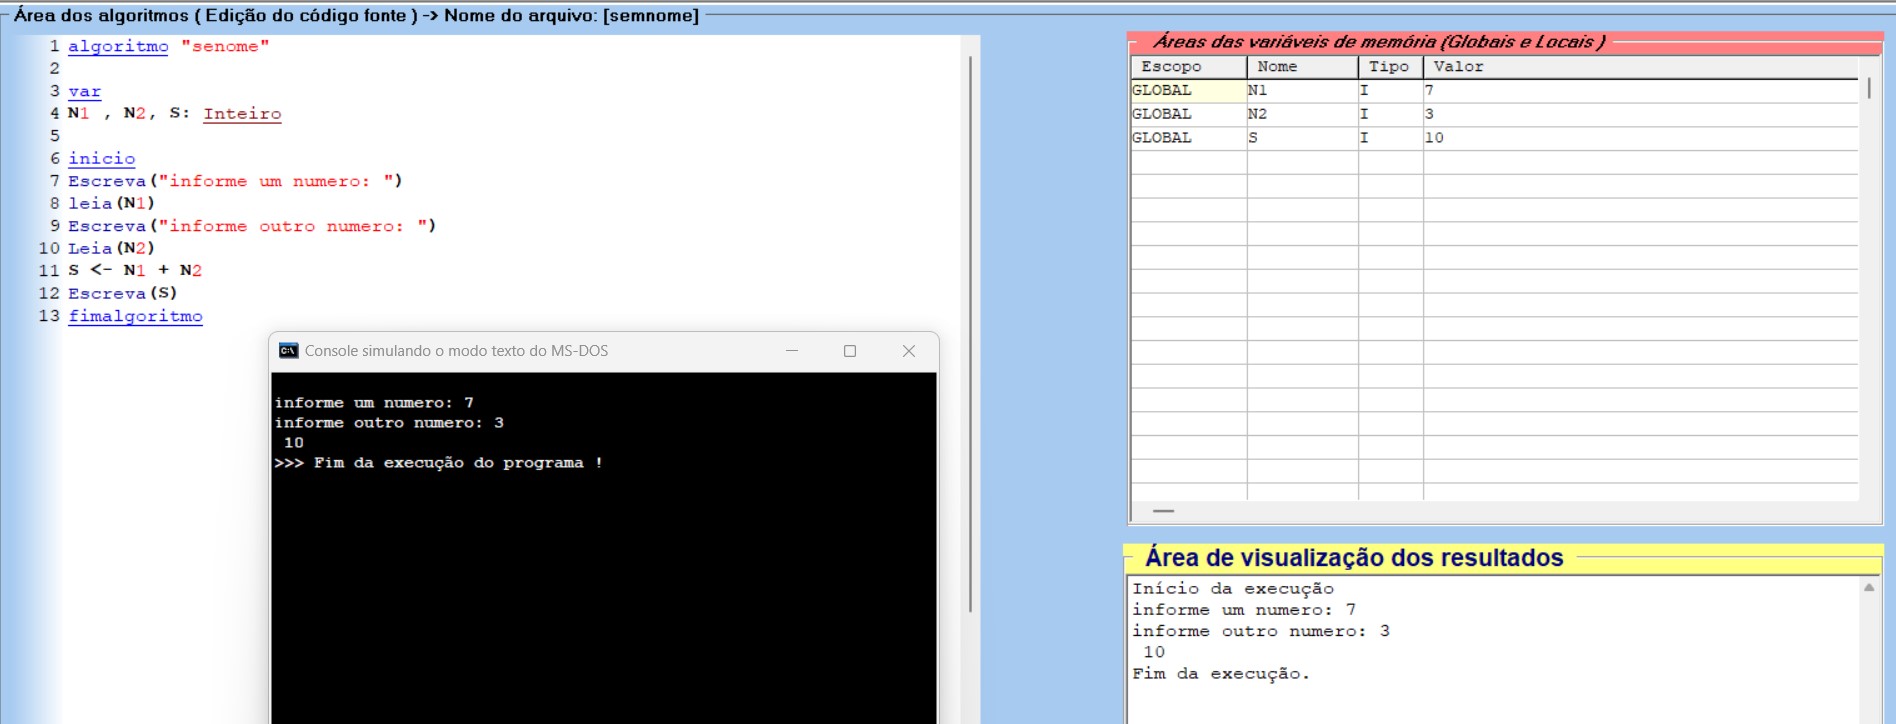 Área dos algoritmos ( Edição do código fonte ) -> Nome do arquivo: [semnome]
1 algoritmo "senome"
2
3 var
4 N1 , N2, S: Inteiro
5
6 inicio
7 Escreva("informe um numero: ")
8 leia(N1)
9 Escreva("informe outro numero: ")
10 Leia(N2)
11 S <- N1 + N2
12 Escreva(S)
13 fimalgoritmo
Console simulando o modo texto do MS-DOS
informe um numero: 7
informe outro numero: 3
10
>>> Fim da execução do programa !
Áreas das variáveis de memória (Globais e Locais )
Escopo Nome Tipo Valor
GLOBAL N1 I 7
GLOBAL N2 I 3
GLOBAL S I 10
Área de visualização dos resultados
Início da execução
informe um numero: 7
informe outro numero: 3
10
Fim da execução.